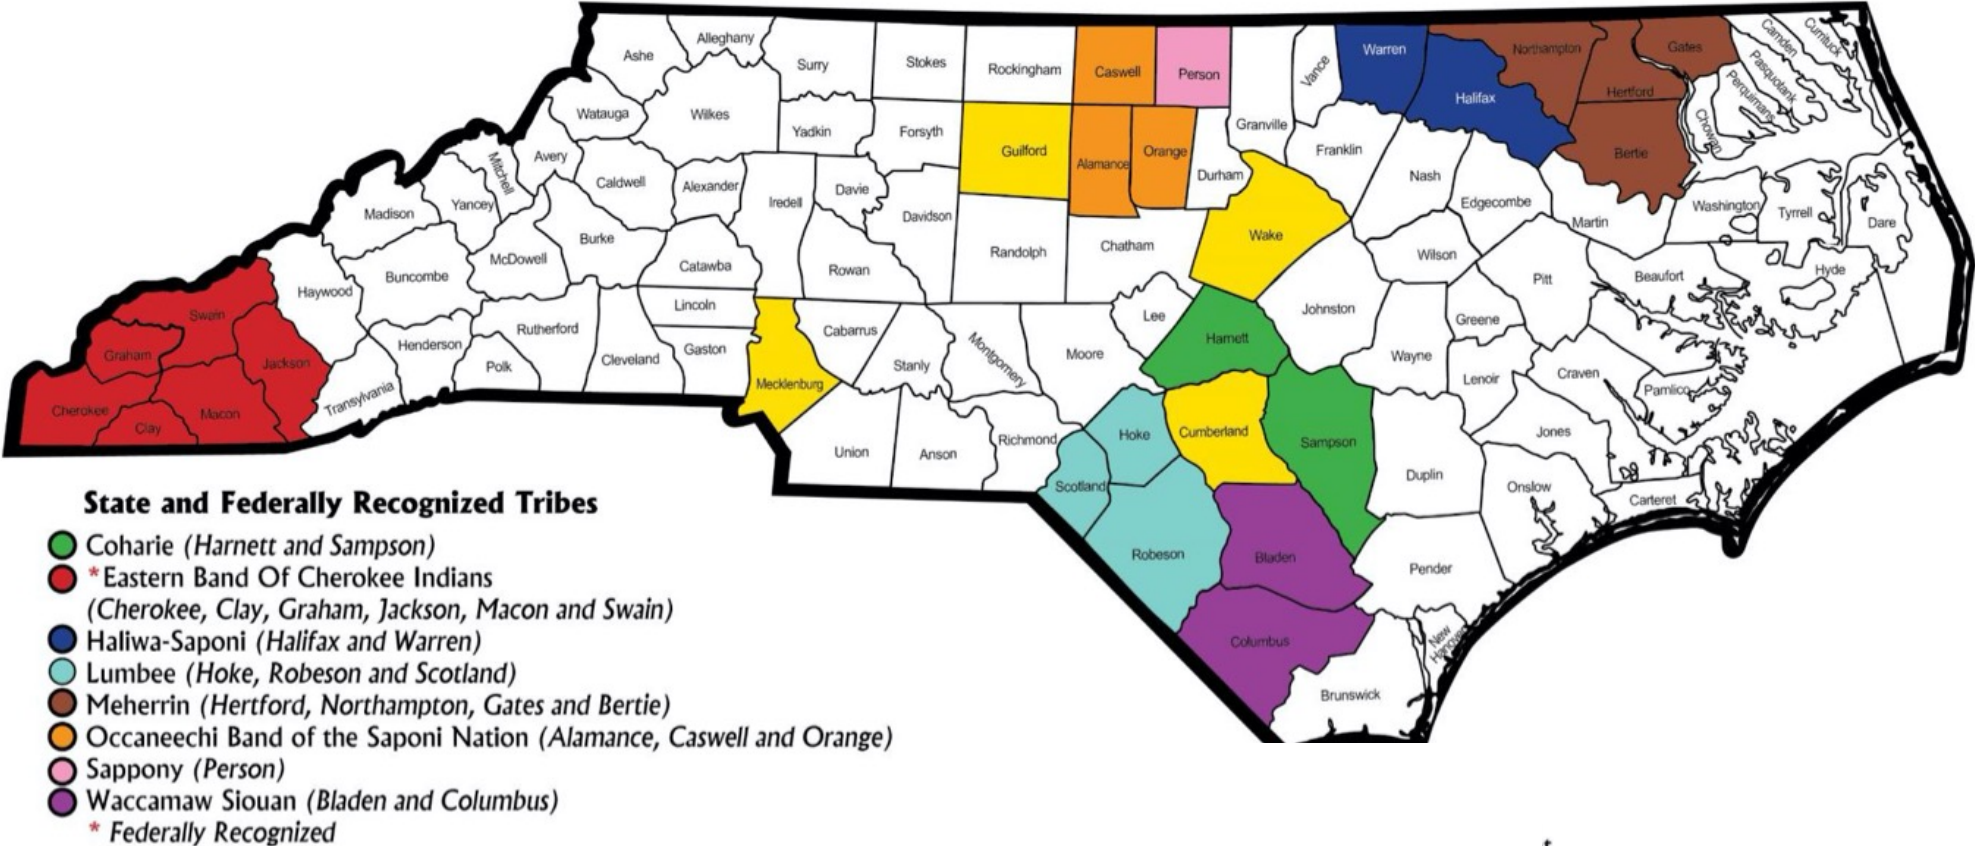 Ashe
Alleghany
Surry
Stokes
Rockingham
Caswell
Person
Vance
Warren
Halifax
Northampton
Gates
Hertford
Camden
Currituck
Pasquotank
Perquimans
Chowan
Bertie
Watauga
Wilkes
Yadkin
Forsyth
Guilford
Alamance
Orange
Durham
Granville
Franklin
Nash
Edgecombe
Martin
Washington
Tyrrell
Dare
Mitchell
Avery
Caldwell
Alexander
Iredell
Davie
Davidson
Randolph
Chatham
Wake
Wilson
Pitt
Beaufort
Hyde
Madison
Yancey
McDowell
Burke
Catawba
Rowan
Buncombe
Haywood
Swain
Graham
Jackson
Cherokee
Clay
Macon
Transylvania
Henderson
Polk
Rutherford
Cleveland
Lincoln
Gaston
Mecklenburg
Cabarrus
Stanly
Montgomery
Moore
Lee
Harnett
Johnston
Greene
Wayne
Lenoir
Craven
Pamlico
Jones
Union
Anson
Richmond
Scotland
Hoke
Cumberland
Sampson
Duplin
Onslow
Carteret
Robeson
Bladen
Pender
Columbus
New Hanover
Brunswick
State and Federally Recognized Tribes
Coharie (Harnett and Sampson)
*Eastern Band Of Cherokee Indians
(Cherokee, Clay, Graham, Jackson, Macon and Swain)
Haliwa-Saponi (Halifax and Warren)
Lumbee (Hoke, Robeson and Scotland)
Meherrin (Hertford, Northampton, Gates and Bertie)
Occaneechi Band of the Saponi Nation (Alamance, Caswell and Orange)
Sappony (Person)
Waccamaw Siouan (Bladen and Columbus)
* Federally Recognized